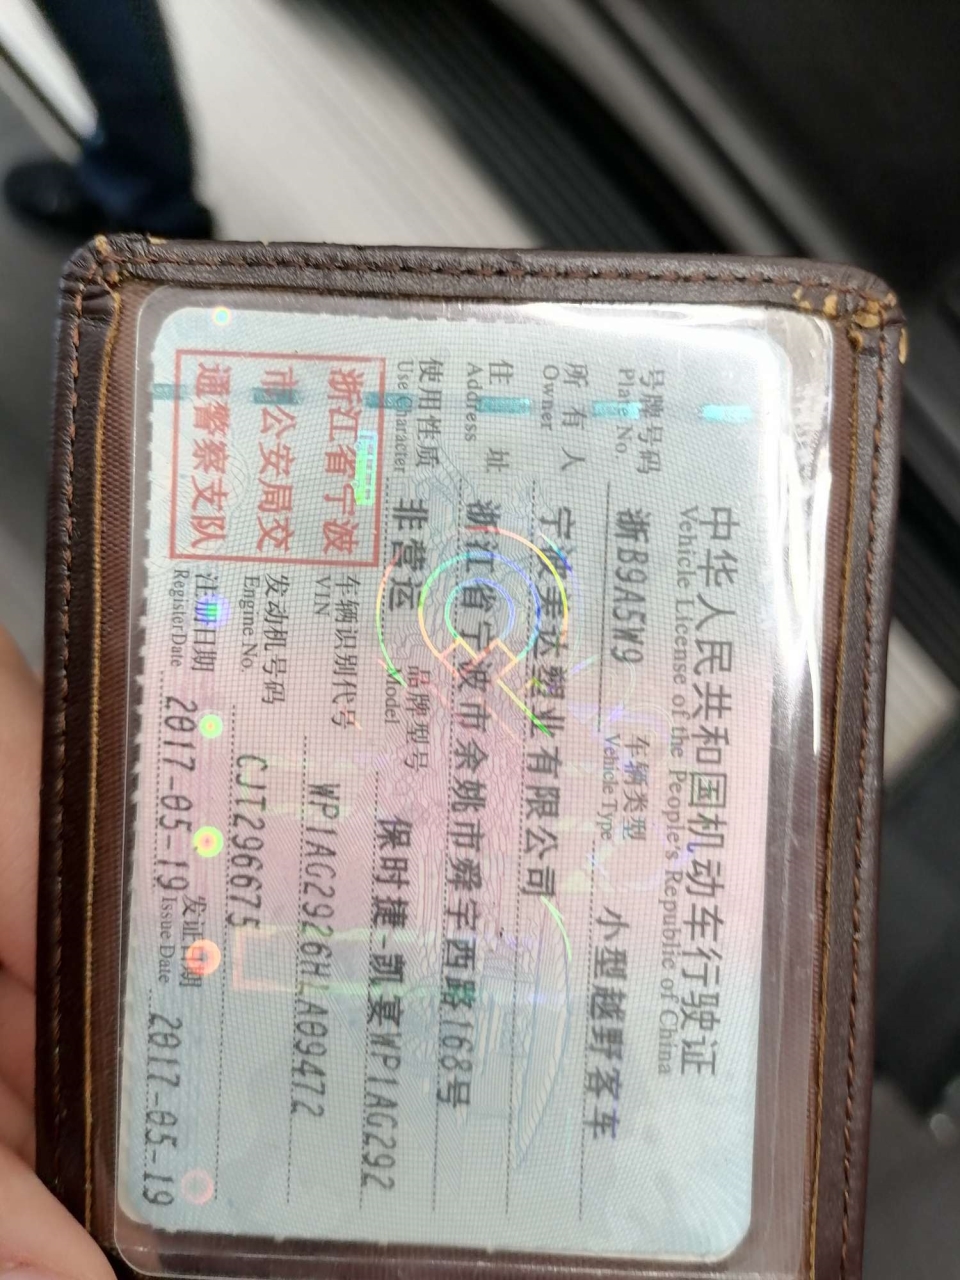 中华人民共和国机动车行驶证
Vehicle License of the People's Republic of China
号牌号码 浙B9A5W9 车辆类型 小型越野客车
Plate No. Vehicle Type
所有人 宁波美达塑业有限公司
Owner
住址 浙江省宁波市余姚市舜宇西路168号
Address
使用性质 非营运 品牌型号 保时捷-凯宴WP1AG292
Use Character Model
浙江省宁波
市公安局交
通警察支队
车辆识别代号 WP1AG2926HLA09472
VIN
发动机号码 CJT296675
Engine No.
注册日期 2017-05-19 发证日期 2017-05-19
Register Date Issue Date